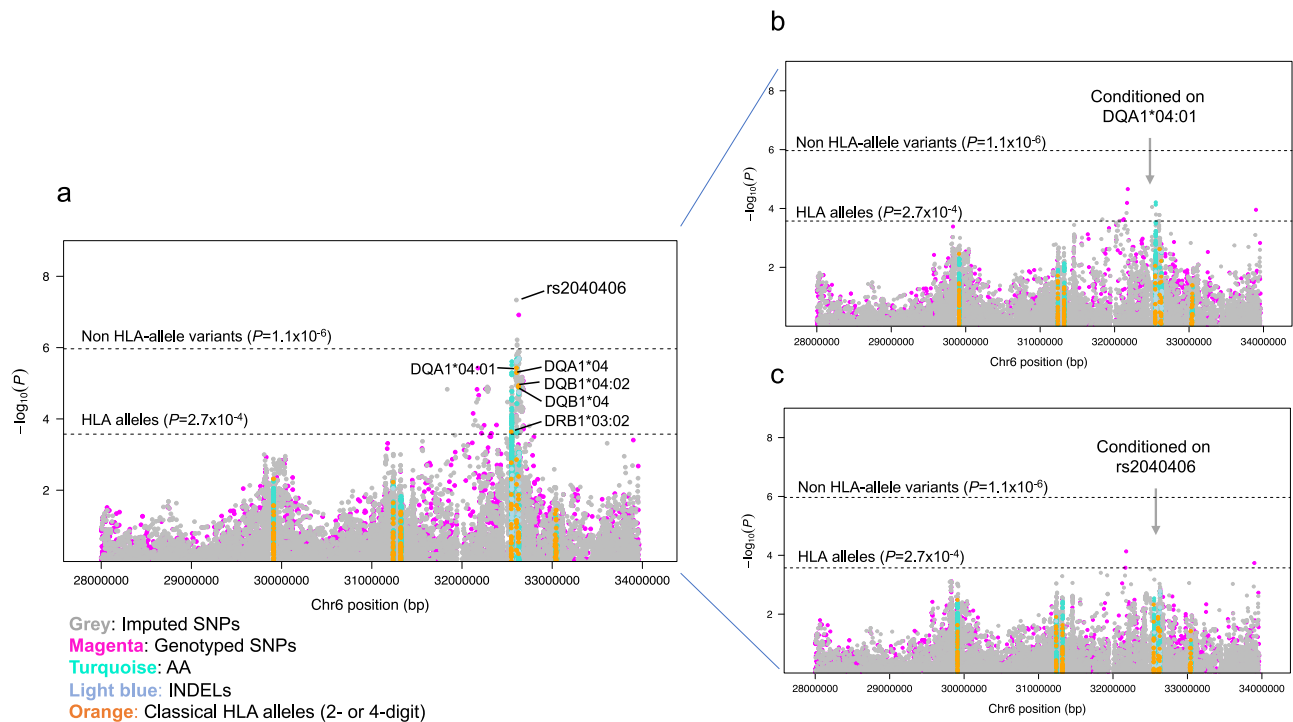 a
8
6
4
2
−log₁₀(P)
rs2040406
Non HLA-allele variants (P=1.1x10⁻⁶)
DQA1*04:01
DQA1*04
DQB1*04:02
DQB1*04
HLA alleles (P=2.7x10⁻⁴)
DRB1*03:02
28000000 29000000 30000000 31000000 32000000 33000000 34000000
Chr6 position (bp)
Grey: Imputed SNPs
Magenta: Genotyped SNPs
Turquoise: AA
Light blue: INDELs
Orange: Classical HLA alleles (2- or 4-digit)
b
8
6
4
2
−log₁₀(P)
Conditioned on
DQA1*04:01
Non HLA-allele variants (P=1.1x10⁻⁶)
HLA alleles (P=2.7x10⁻⁴)
28000000 29000000 30000000 31000000 32000000 33000000 34000000
Chr6 position (bp)
c
8
6
4
2
−log₁₀(P)
Conditioned on
rs2040406
Non HLA-allele variants (P=1.1x10⁻⁶)
HLA alleles (P=2.7x10⁻⁴)
28000000 29000000 30000000 31000000 32000000 33000000 34000000
Chr6 position (bp)